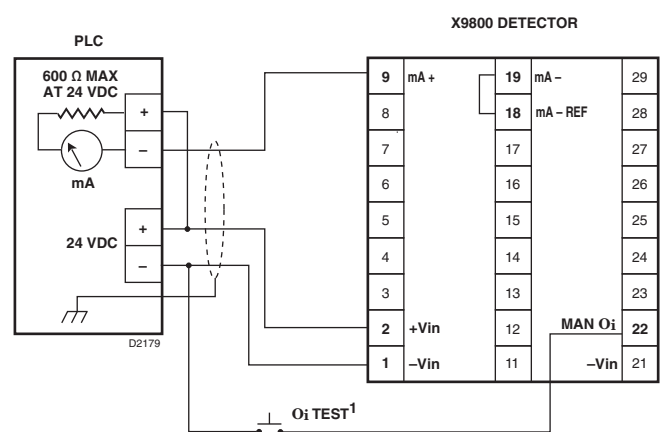 X9800 DETECTOR
PLC
600 Ω MAX
AT 24 VDC
+
–
mA
24 VDC
+
–
D2179
9 mA + 19 mA – 29
8 18 mA – REF 28
7 17 27
6 16 26
5 15 25
4 14 24
3 13 23
2 +Vin 12 MAN Oi 22
1 –Vin 11 –Vin 21
Oi TEST1